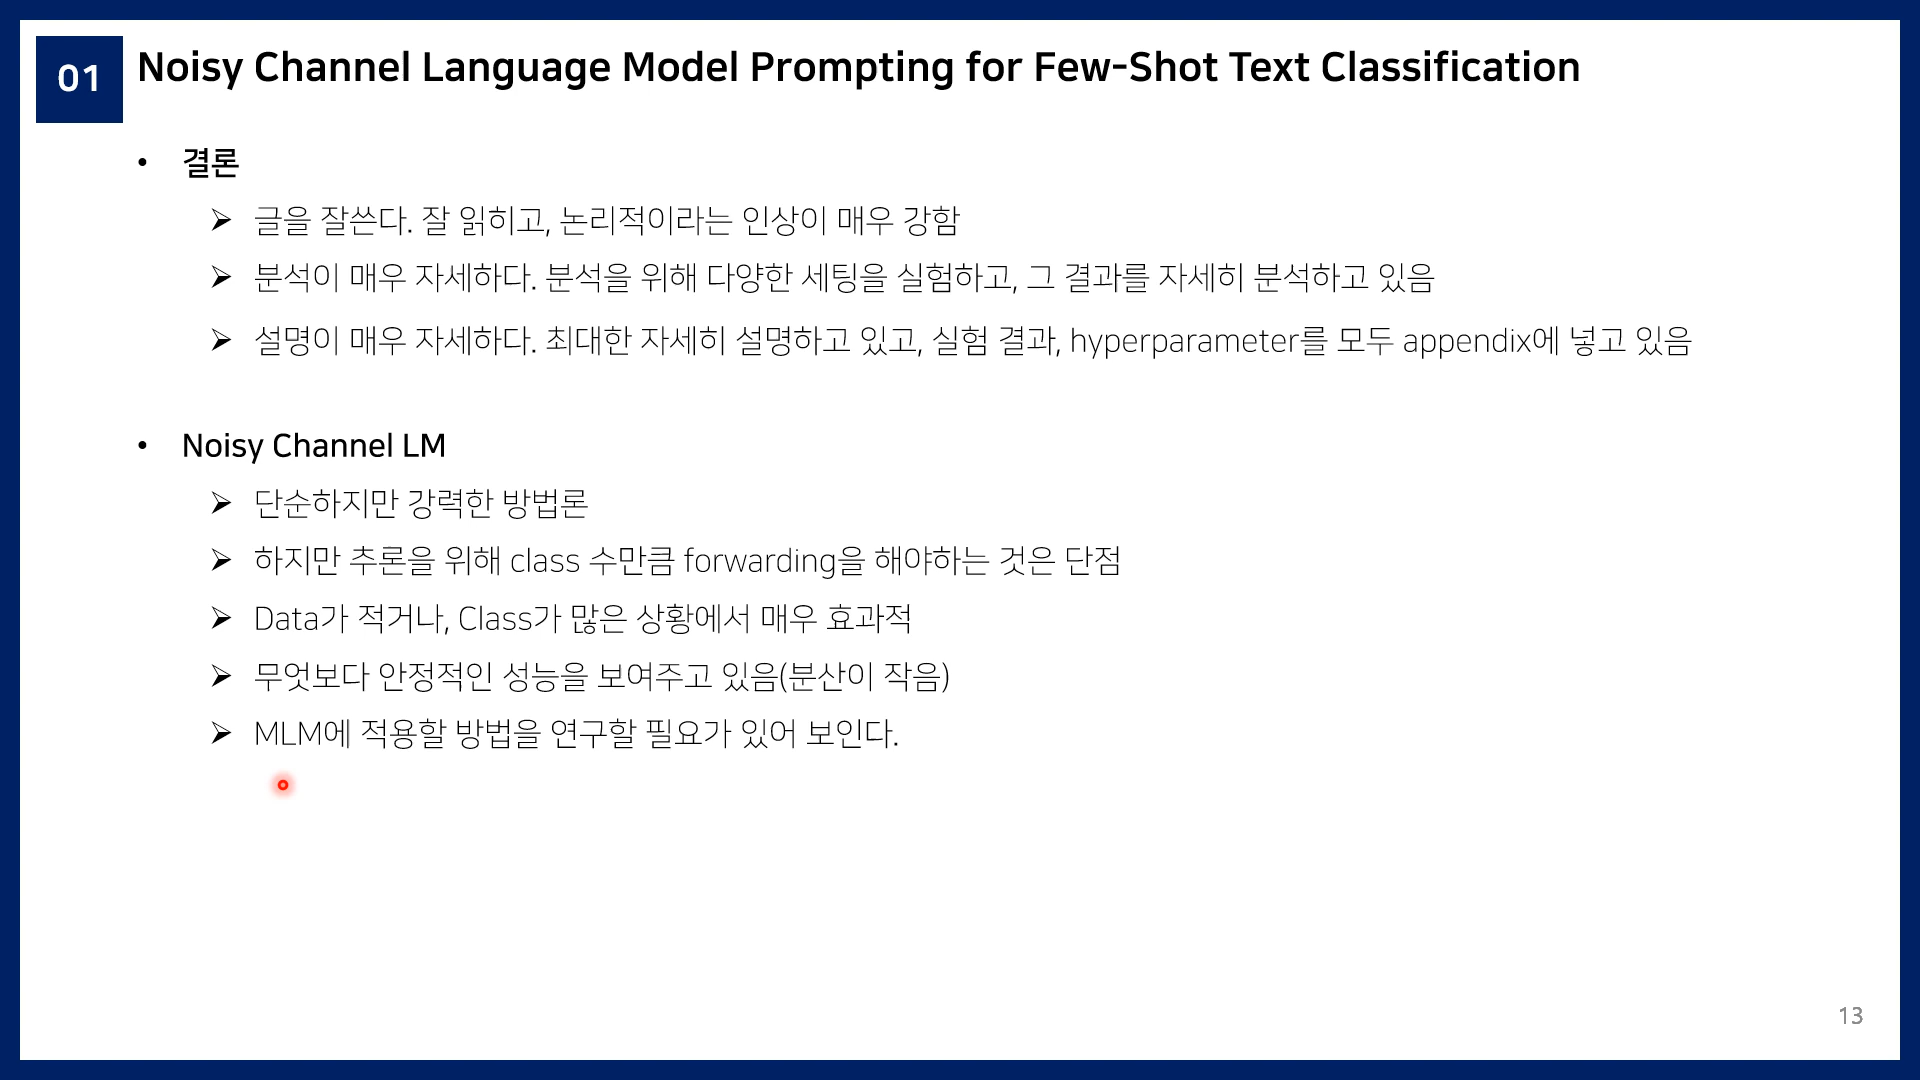 01
Noisy Channel Language Model Prompting for Few-Shot Text Classification
• 결론
➢ 글을 잘쓴다. 잘 읽히고, 논리적이라는 인상이 매우 강함
➢ 분석이 매우 자세하다. 분석을 위해 다양한 세팅을 실험하고, 그 결과를 자세히 분석하고 있음
➢ 설명이 매우 자세하다. 최대한 자세히 설명하고 있고, 실험 결과, hyperparameter를 모두 appendix에 넣고 있음
• Noisy Channel LM
➢ 단순하지만 강력한 방법론
➢ 하지만 추론을 위해 class 수만큼 forwarding을 해야하는 것은 단점
➢ Data가 적거나, Class가 많은 상황에서 매우 효과적
➢ 무엇보다 안정적인 성능을 보여주고 있음(분산이 작음)
➢ MLM에 적용할 방법을 연구할 필요가 있어 보인다.
13